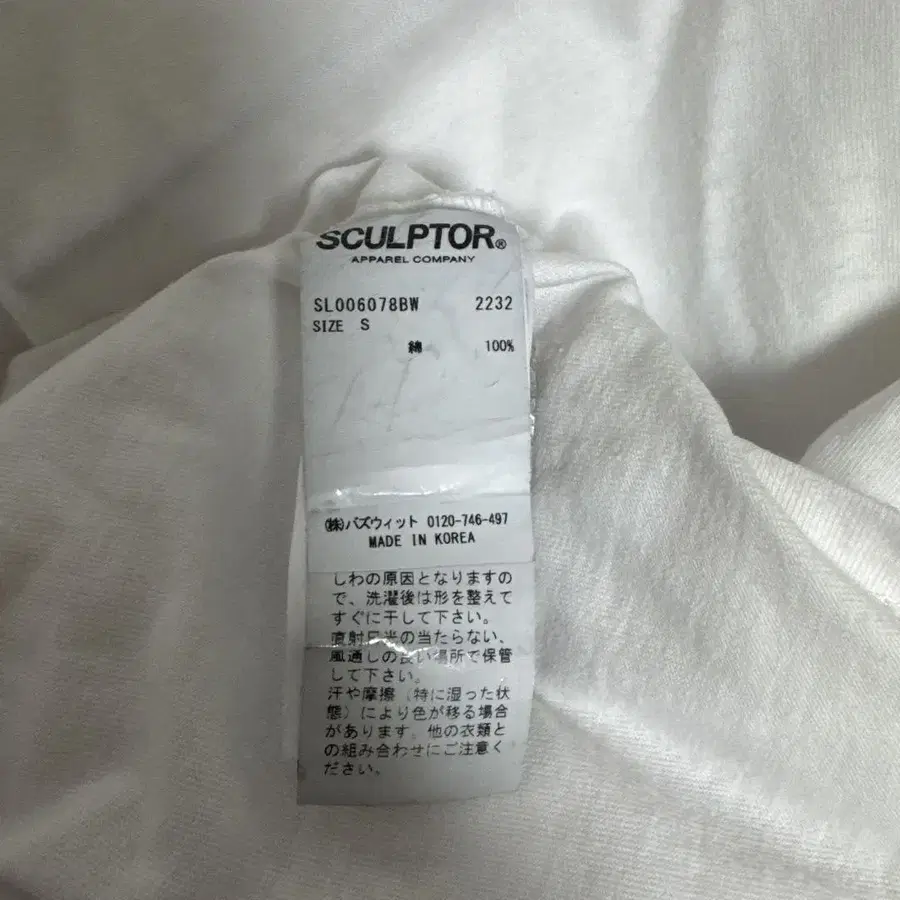 SCULPTOR®
APPAREL COMPANY
SL006078BW 2232
SIZE S
綿 100%
㈱バズウィット 0120-746-497
MADE IN KOREA
しわの原因となりますの
で、洗濯後は形を整えて
すぐに干して下さい。
直射日光の当たらない、
風通しの良い場所で保管
して下さい。
汗や摩擦（特に湿った状
態）により色が移る場合
があります。他の衣類と
の組み合わせにご注意く
ださい。